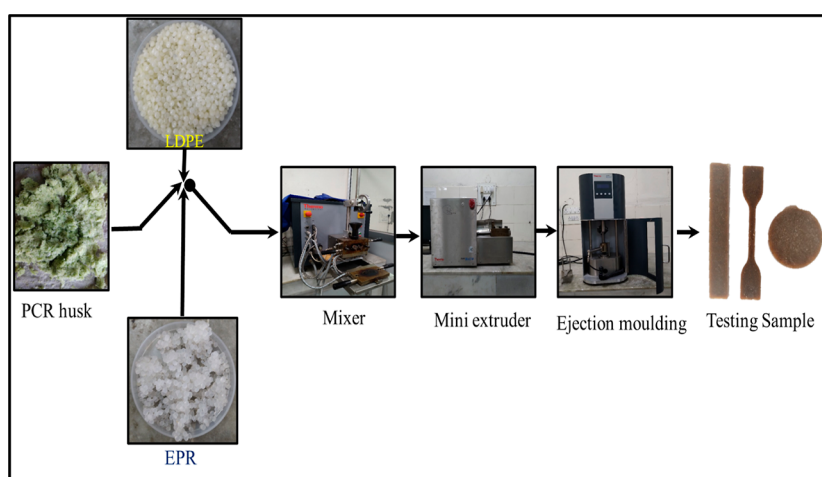 LDPE
PCR husk
EPR
Mixer
Mini extruder
Ejection moulding
Testing Sample